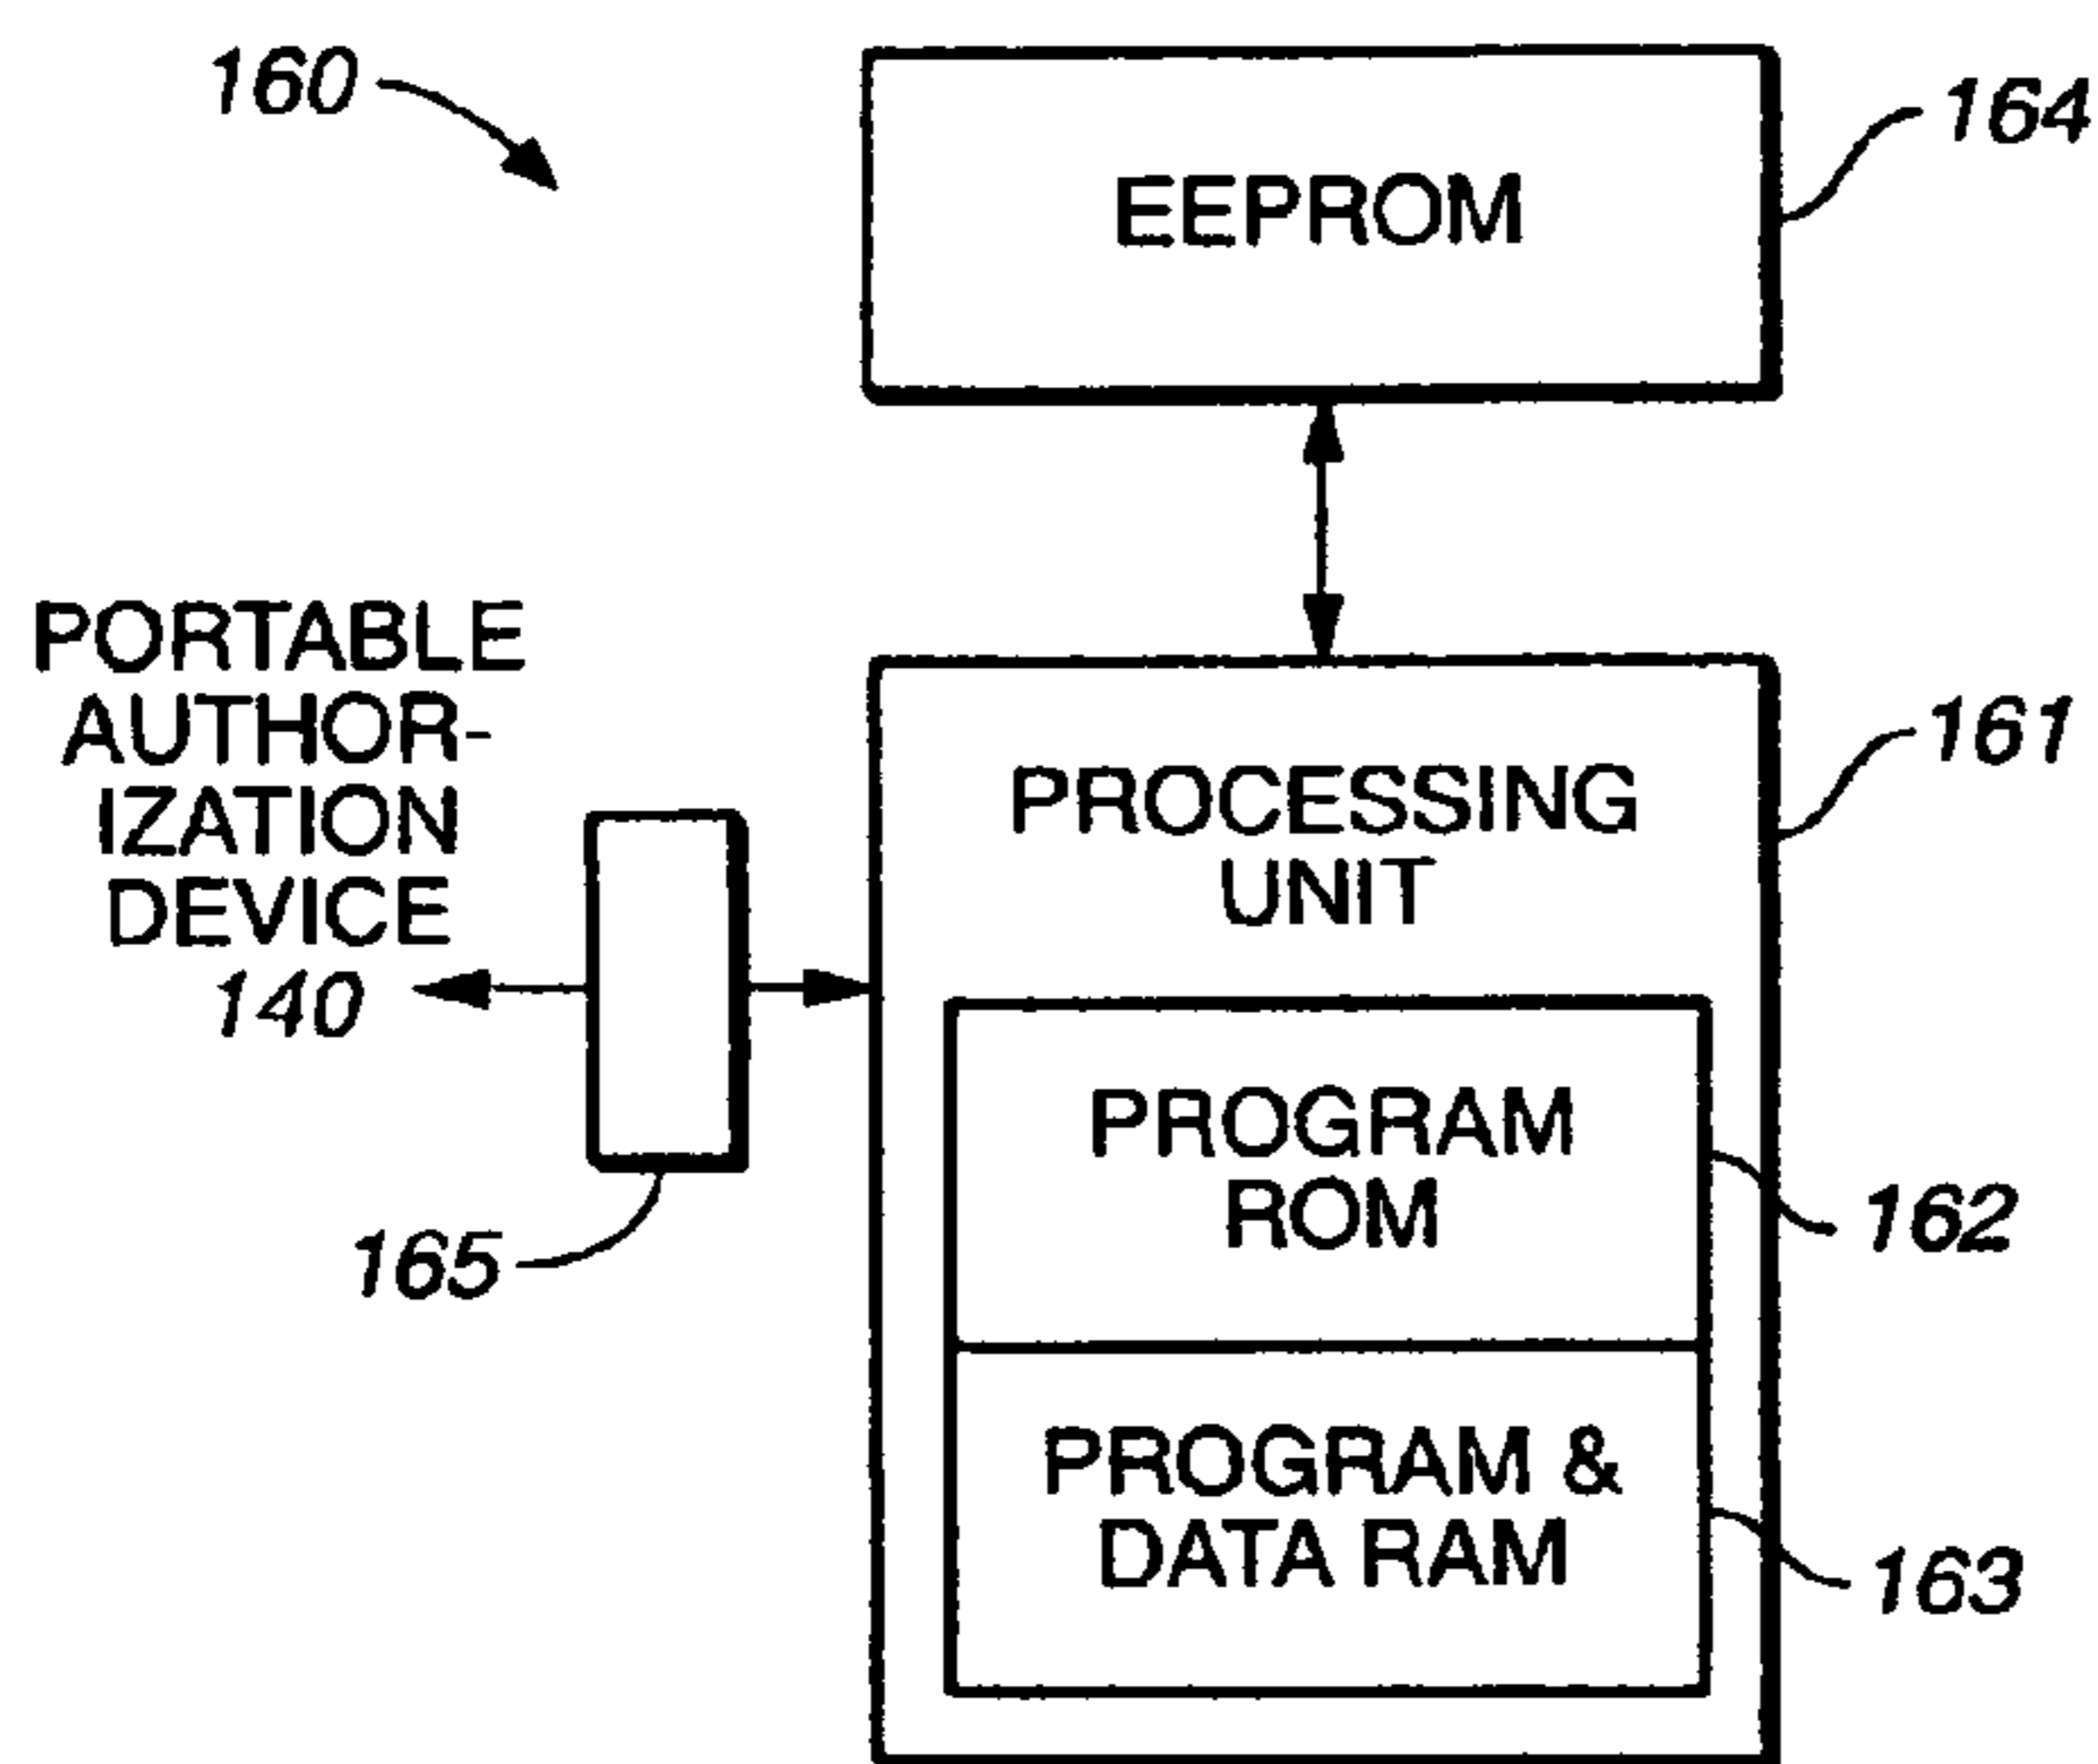 160
EEPROM
164
PORTABLE
AUTHOR-
IZATION
DEVICE
140
PROCESSING
UNIT
161
PROGRAM
ROM
162
165
PROGRAM &
DATA RAM
163